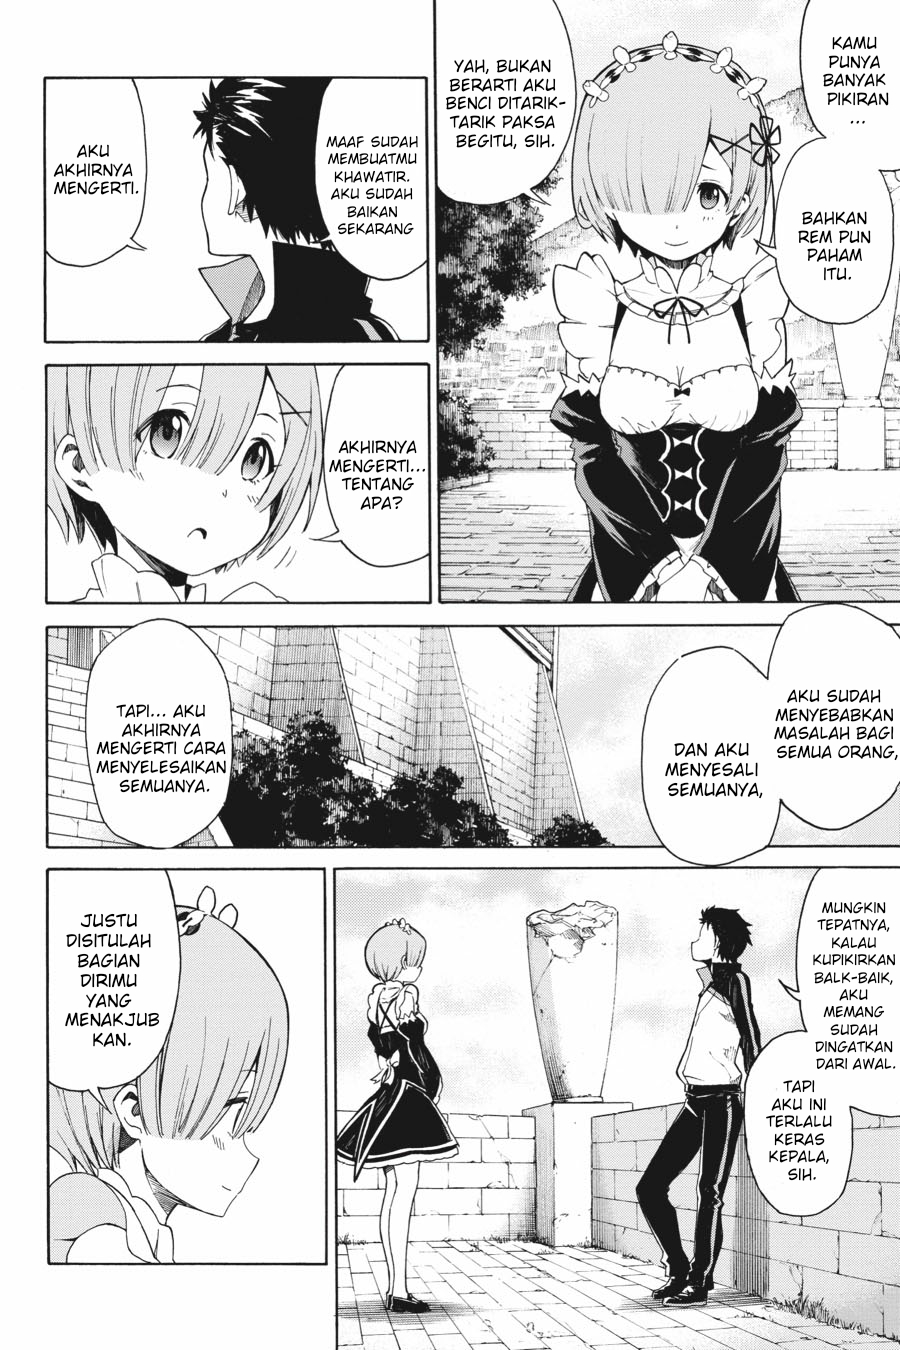 KAMU
PUNYA
BANYAK
PIKIRAN
...
BAHKAN
REM PUN
PAHAM
ITU.
YAH, BUKAN
BERARTI AKU
BENCI DITARIK-
TARIK PAKSA
BEGITU, SIH.
MAAF SUDAH
MEMBUATMU
KHAWATIR.
AKU SUDAH
BAIKAN
SEKARANG
AKU
AKHIRNYA
MENGERTI.
AKHIRNYA
MENGERTI...
TENTANG
APA?
AKU SUDAH
MENYEBABKAN
MASALAH BAGI
SEMUA ORANG,
DAN AKU
MENYESALI
SEMUANYA,
TAPI... AKU
AKHIRNYA
MENGERTI CARA
MENYELESAIKAN
SEMUANYA.
MUNGKIN
TEPATNYA,
KALAU
KUPIKIRKAN
BALK-BAIK,
AKU
MEMANG
SUDAH
DINGATKAN
DARI AWAL.
TAPI
AKU INI
TERLALU
KERAS
KEPALA,
SIH.
JUSTU
DISITULAH
BAGIAN
DIRIMU
YANG
MENAKJUB
KAN.